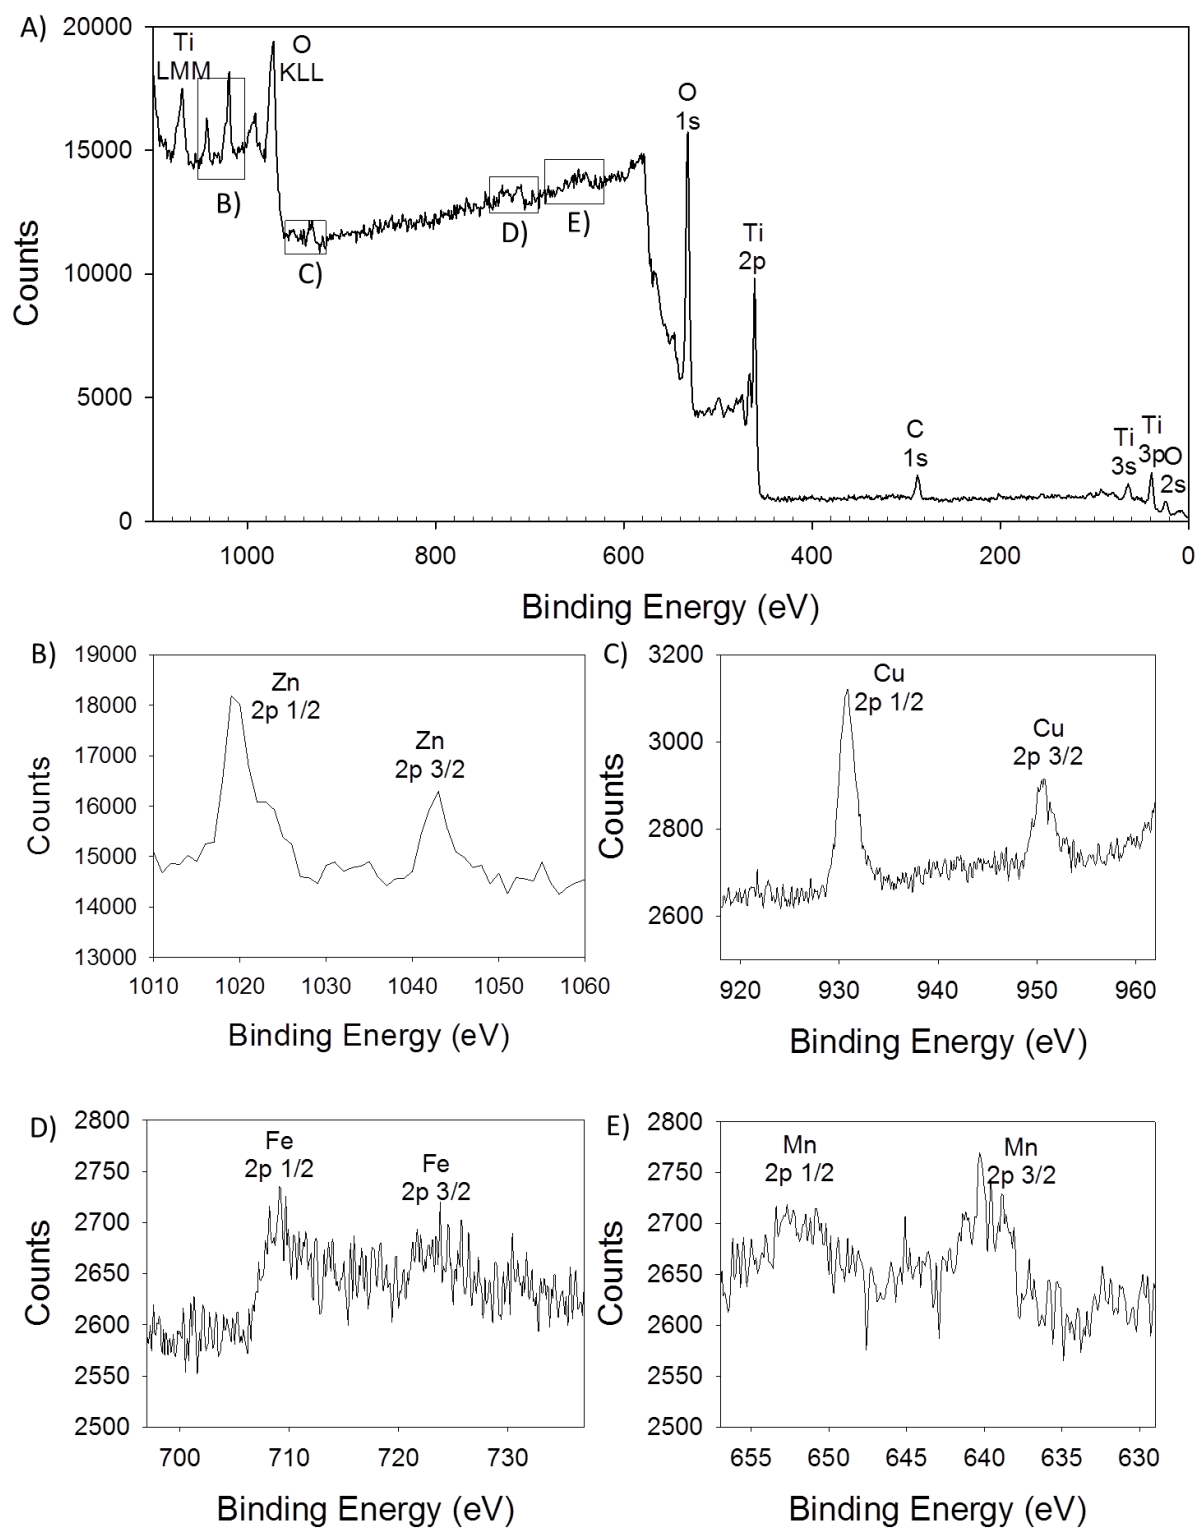 A)
20000
15000
10000
5000
0
Counts
Ti
LMM
O
KLL
B)
C)
D)
E)
O
1s
Ti
2p
C
1s
Ti
3s
Ti
3p
O
2s
1000
800
600
400
200
0
Binding Energy (eV)
B)
19000
18000
17000
16000
15000
14000
13000
Counts
Zn
2p 1/2
Zn
2p 3/2
1010
1020
1030
1040
1050
1060
Binding Energy (eV)
C)
3200
3000
2800
2600
Counts
Cu
2p 1/2
Cu
2p 3/2
920
930
940
950
960
Binding Energy (eV)
D)
2800
2750
2700
2650
2600
2550
2500
Counts
Fe
2p 1/2
Fe
2p 3/2
700
710
720
730
Binding Energy (eV)
E)
2800
2750
2700
2650
2600
2550
2500
Counts
Mn
2p 1/2
Mn
2p 3/2
655
650
645
640
635
630
Binding Energy (eV)